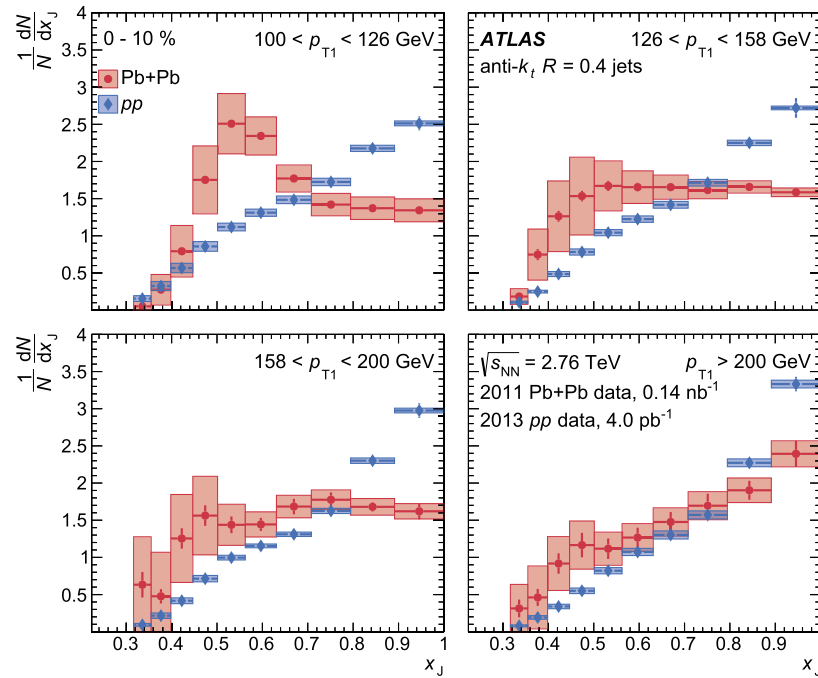 1/N dN/dx_J
4
3.5
3
2.5
2
1.5
1
0.5
0 - 10 %
100 < p_T1 < 126 GeV
Pb+Pb
pp
ATLAS
126 < p_T1 < 158 GeV
anti-k_t R = 0.4 jets
1/N dN/dx_J
4
3.5
3
2.5
2
1.5
1
0.5
158 < p_T1 < 200 GeV
√s_NN = 2.76 TeV
p_T1 > 200 GeV
2011 Pb+Pb data, 0.14 nb⁻¹
2013 pp data, 4.0 pb⁻¹
0.3 0.4 0.5 0.6 0.7 0.8 0.9 1
x_J
0.3 0.4 0.5 0.6 0.7 0.8 0.9
x_J